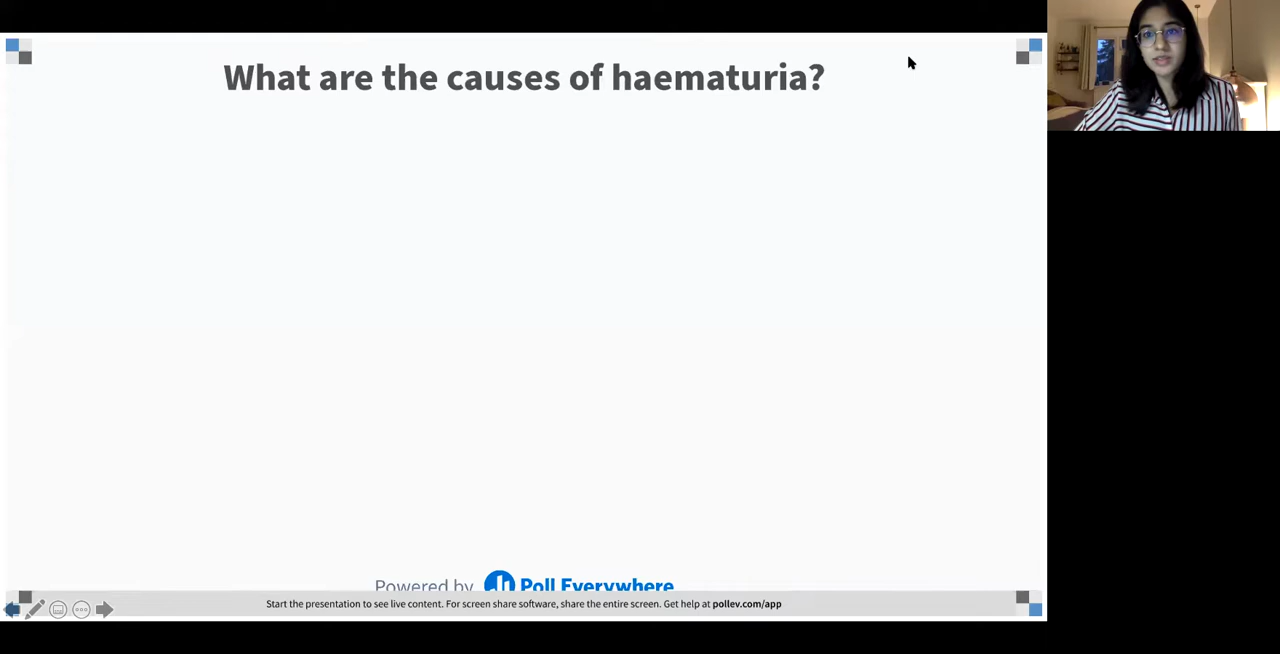 What are the causes of haematuria?
Powered by Poll Everywhere
Start the presentation to see live content. For screen share software, share the entire screen. Get help at pollev.com/app